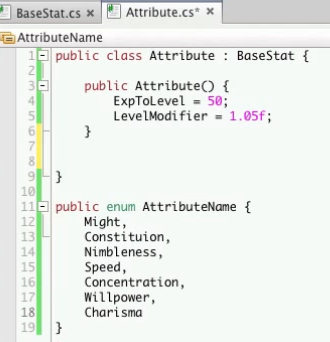 BaseStat.cs ×
Attribute.cs* ×
AttributeName
1 public class Attribute : BaseStat {
2
3 public Attribute() {
4 ExpToLevel = 50;
5 LevelModifier = 1.05f;
6 }
7
8
9 }
10
11 public enum AttributeName {
12 Might,
13 Constituion,
14 Nimbleness,
15 Speed,
16 Concentration,
17 Willpower,
18 Charisma
19 }